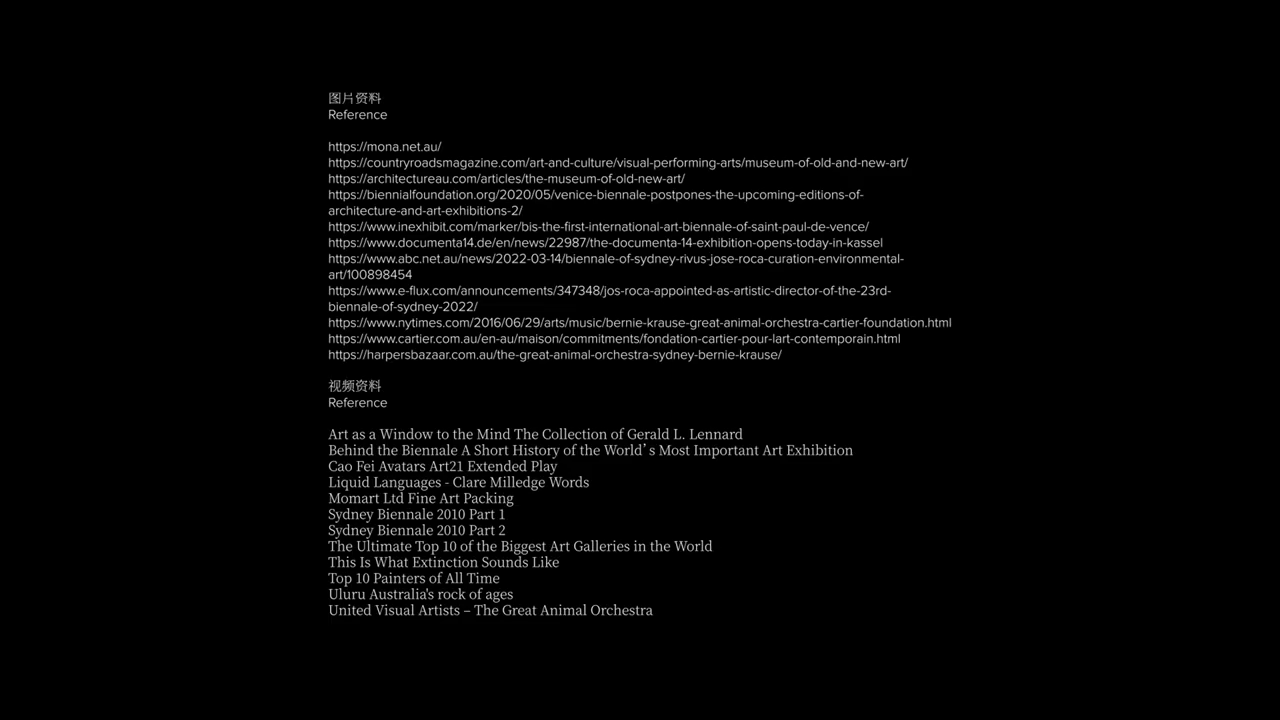 图片资料
Reference
https://mona.net.au/
https://countryroadsmagazine.com/art-and-culture/visual-performing-arts/museum-of-old-and-new-art/
https://architectureau.com/articles/the-museum-of-old-new-art/
https://biennialfoundation.org/2020/05/venice-biennale-postpones-the-upcoming-editions-of-
architecture-and-art-exhibitions-2/
https://www.inexhibit.com/marker/bis-the-first-international-art-biennale-of-saint-paul-de-vence/
https://www.documenta14.de/en/news/22987/the-documenta-14-exhibition-opens-today-in-kassel
https://www.abc.net.au/news/2022-03-14/biennale-of-sydney-rivus-jose-roca-curation-environmental-
art/100898454
https://www.e-flux.com/announcements/347348/jos-roca-appointed-as-artistic-director-of-the-23rd-
biennale-of-sydney-2022/
https://www.nytimes.com/2016/06/29/arts/music/bernie-krause-great-animal-orchestra-cartier-foundation.html
https://www.cartier.com.au/en-au/maison/commitments/fondation-cartier-pour-lart-contemporain.html
https://harpersbazaar.com.au/the-great-animal-orchestra-sydney-bernie-krause/
视频资料
Reference
Art as a Window to the Mind The Collection of Gerald L. Lennard
Behind the Biennale A Short History of the World’s Most Important Art Exhibition
Cao Fei Avatars Art21 Extended Play
Liquid Languages - Clare Milledge Words
Momart Ltd Fine Art Packing
Sydney Biennale 2010 Part 1
Sydney Biennale 2010 Part 2
The Ultimate Top 10 of the Biggest Art Galleries in the World
This Is What Extinction Sounds Like
Top 10 Painters of All Time
Uluru Australia's rock of ages
United Visual Artists – The Great Animal Orchestra